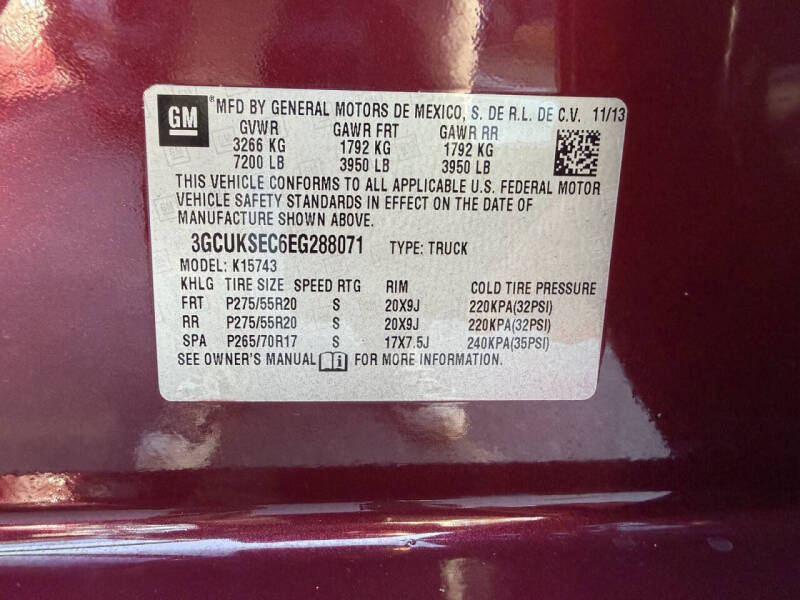 GM ® MFD BY GENERAL MOTORS DE MEXICO, S. DE R.L. DE C.V. 11/13
GVWR GAWR FRT GAWR RR
3266 KG 1792 KG 1792 KG
7200 LB 3950 LB 3950 LB
THIS VEHICLE CONFORMS TO ALL APPLICABLE U.S. FEDERAL MOTOR
VEHICLE SAFETY STANDARDS IN EFFECT ON THE DATE OF
MANUFACTURE SHOWN ABOVE.
3GCUKSEC6EG288071 TYPE: TRUCK
MODEL: K15743
KHLG TIRE SIZE SPEED RTG RIM COLD TIRE PRESSURE
FRT P275/55R20 S 20X9J 220KPA(32PSI)
RR P275/55R20 S 20X9J 220KPA(32PSI)
SPA P265/70R17 S 17X7.5J 240KPA(35PSI)
SEE OWNER'S MANUAL FOR MORE INFORMATION.